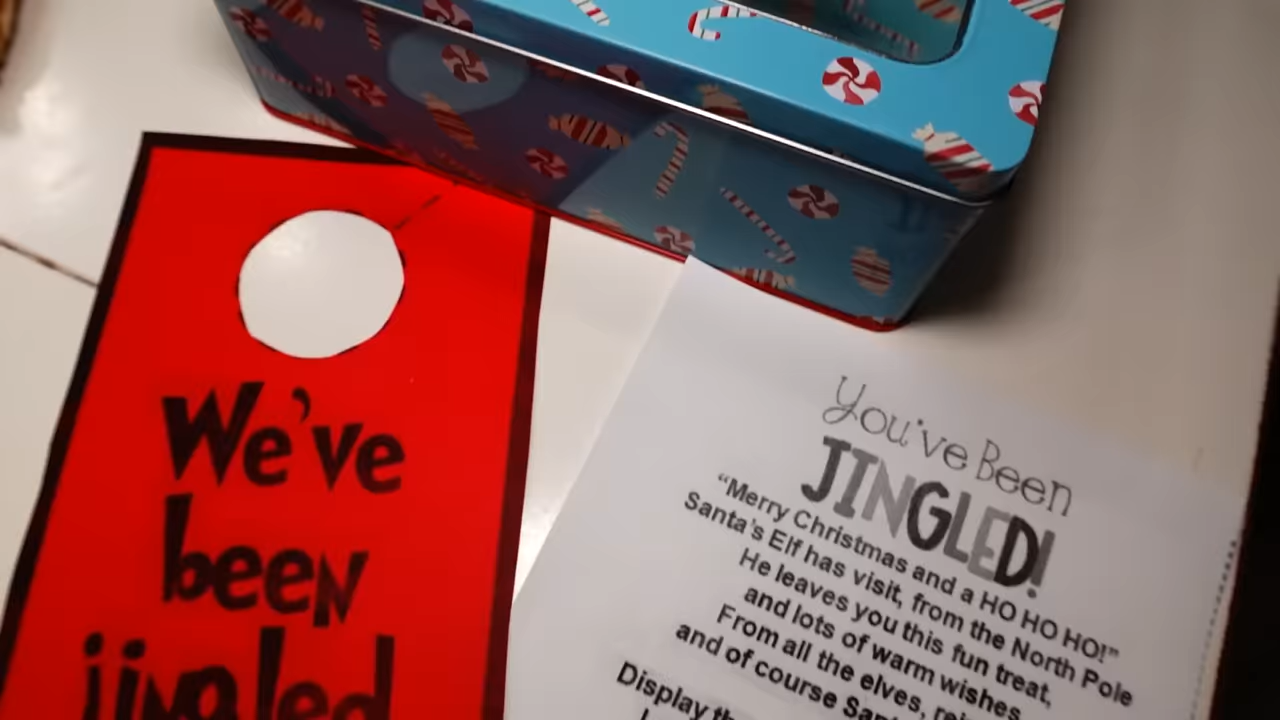 We've
been
jingled
You've Been
JINGLED!
"Merry Christmas and a HO HO HO!"
Santa's Elf has visit, from the North Pole
He leaves you this fun treat,
and lots of warm wishes
From all the elves,
and of course
Display